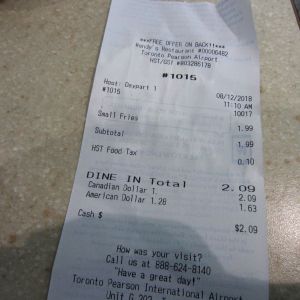 ***FREE OFFER ON BACK!!***
Wendy's Restaurant #00006482
Toronto Pearson Airport
HST/GST #803286178
#1015
Host: Daypart 1 08/12/2018
#1015 11:10 AM
10017
Small Fries 1.99
Subtotal 1.99
HST Food Tax 0.10
DINE IN Total 2.09
Canadian Dollar 1. 2.09
American Dollar 1.28 1.63
Cash $ $2.09
How was your visit?
Call us at 888-624-8140
"Have a great day!"
Toronto Pearson International Airport
Unit